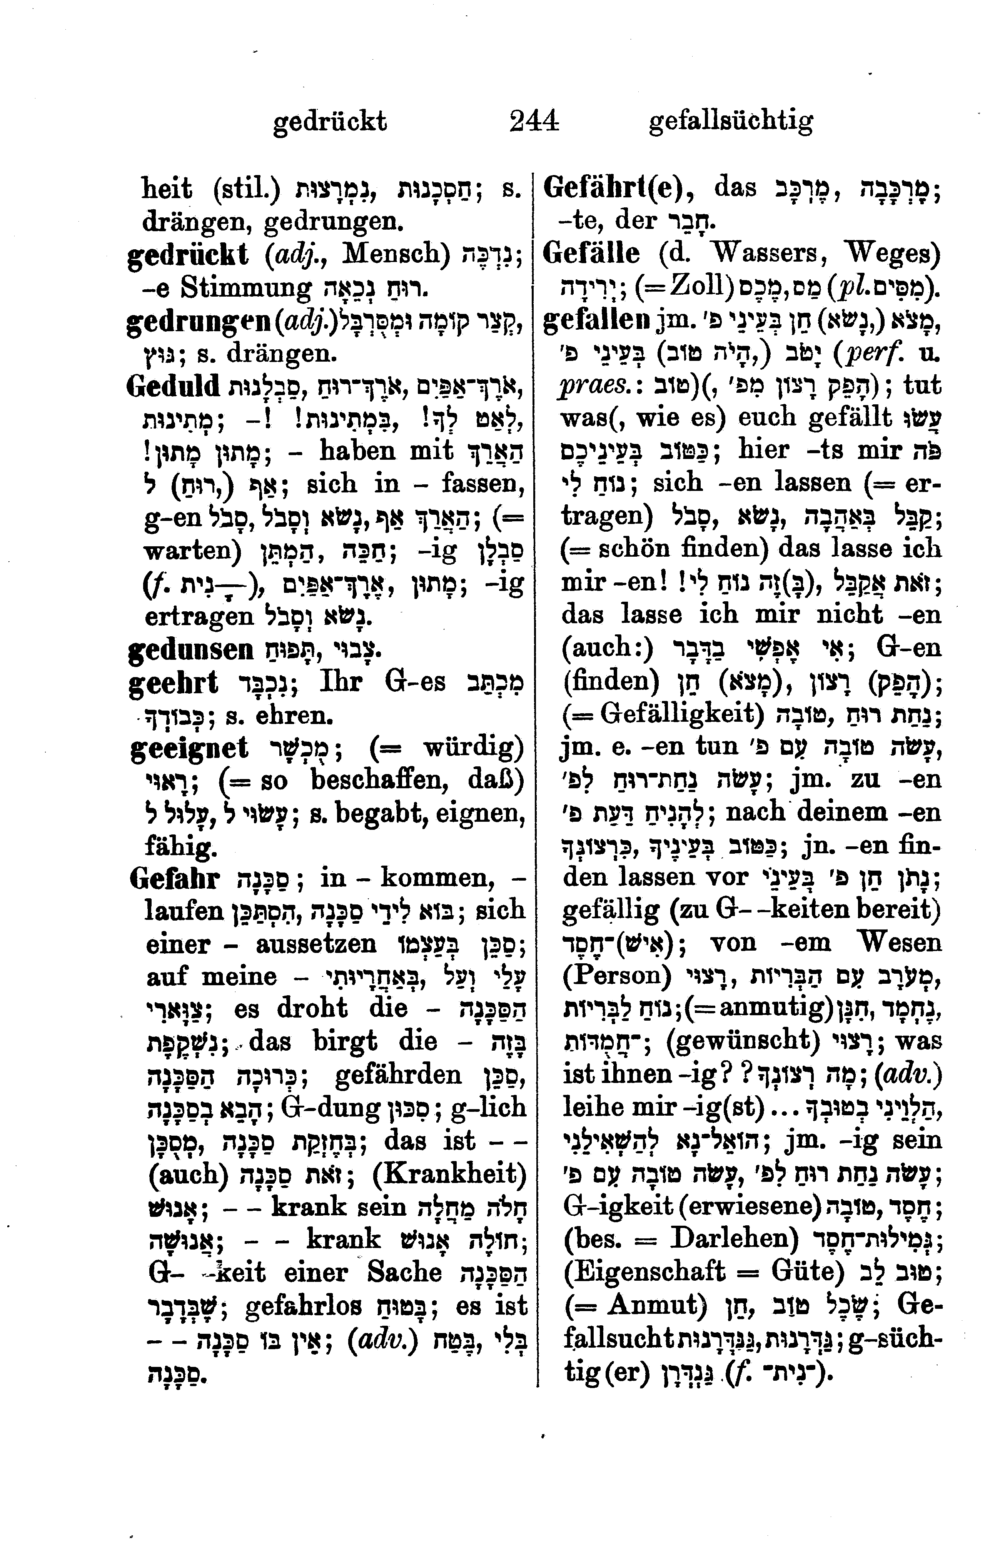 gedrückt 244 gefallsüchtig
heit (stil.) חַסְכָנוּת, נִמְרָצוּת; s.
drängen, gedrungen.
gedrückt (adj., Mensch) נִדְכֶּה;
-e Stimmung רוּחַ נְכֵאָה.
gedrungen (adj.) קְצַר קוֹמָה וּמְסֻרְבָּל,
גּוּץ; s. drängen.
Geduld אֹרֶךְ־אַפַּיִם, אֹרֶךְ־רוּחַ, סַבְלָנוּת,
מְתִינוּת; -! בִּמְתִינוּת! לְאַט לְךָ!,
מָתוּן מָתוּן!; - haben mit הַאֲרֵךְ
אַף (רוּחַ,) ל; sich in - fassen,
g-en הַאֲרֵךְ אַף, נָשֹׂא וְסָבֹל, סָבֹל; (=
warten) חַכֵּה, הַמְתֵּן; -ig סַבְלָן
(f. ־ָנִית), אֶרֶךְ־אַפַּיִם, מָתוּן; -ig
ertragen נָשֹׂא וְסָבֹל.
gedunsen צָבוּי, תָּפוּחַ.
geehrt נִכְבָּד; Ihr G-es מִכְתַּב
כְּבוֹדְךָ; s. ehren.
geeignet מֻכְשָׁר; (= würdig)
רָאוּי; (= so beschaffen, daß)
עָשׂוּי ל, עָלוּל ל; s. begabt, eignen,
fähig.
Gefahr סַכָּנָה; in - kommen, -
laufen בּוֹא לִידֵי סַכָּנָה, הִסְתַּכֵּן; sich
einer - aussetzen סַכֵּן בְּעַצְמוֹ;
auf meine - עָלַי וְעַל, בְּאַחֲרָיוּתִי
צַוָּארִי; es droht die - הַסַּכָּנָה
נִשְׁקֶפֶת; das birgt die - בָּזֶה
כְּרוּכָה הַסַּכָּנָה; gefährden סַכֵּן,
הָבֵא בְסַכָּנָה; G-dung סִכּוּן; g-lich
מְסֻכָּן, בְּחֶזְקַת סַכָּנָה; das ist - -
(auch) זֹאת סַכָּנָה; (Krankheit)
אָנוּשׁ; - - krank sein חָלֹה מַחֲלָה
אֲנוּשָׁה; - - krank חוֹלֶה אָנוּשׁ;
G- -keit einer Sache הַסַּכָּנָה
שֶׁבְּדָבָר; gefahrlos בָּטוּחַ; es ist
- - אֵין בּוֹ סַכָּנָה; (adv.) בֶּטַח, בְּלִי
סַכָּנָה.
Gefährt(e), das מֶרְכָּב, מֶרְכָּבָה;
-te, der חָבֵר.
Gefälle (d. Wassers, Weges)
יְרִידָה; (= Zoll) מַס, מֶכֶס (pl. מִסִּים).
gefallen jm. מָצֹא (נָשֹׂא,) חֵן בְּעֵינֵי פ',
יָטֹב (הָיֹה טוֹב,) בְּעֵינֵי פ' (perf. u.
praes.: טוֹב)(, הָפֵק רָצוֹן מִפ'); tut
was(, wie es) euch gefällt עֲשׂוּ
כַּטּוֹב בְּעֵינֵיכֶם; hier -ts mir פֹּה
נוֹחַ לִי; sich -en lassen (= er-
tragen) קַבֵּל בְּאַהֲבָה, נָשֹׂא, סָבֹל;
(= schön finden) das lasse ich
mir -en! זֹאת אֲקַבֵּל, (בָּ)זֶה נוֹחַ לִי!;
das lasse ich mir nicht -en
(auch:) אִי אֶפְשִׁי בַדָּבָר; G-en
(finden) חֵן (מָצֹא), רָצוֹן (הָפֵק);
(= Gefälligkeit) נַחַת רוּחַ, טוֹבָה;
jm. e. -en tun עָשֹׂה טוֹבָה עִם פ',
עָשֹׂה נַחַת־רוּחַ לְפ'; jm. zu -en
לְהָנִיחַ דַּעַת פ'; nach deinem -en
כַּטּוֹב בְּעֵינֶיךָ, כִּרְצוֹנְךָ; jn. -en fin-
den lassen vor נָתֹן חֵן פ' בְּעֵינֵי;
gefällig (zu G- -keiten bereit)
(אִישׁ)־חֶסֶד; von -em Wesen
(Person) מְעֹרָב עִם הַבְּרִיּוֹת, רָצוּי,
נוֹחַ לַבְּרִיּוֹת; (= anmutig) נֶחְמָד, חִנָּן,
־חֲמֻדוֹת; (gewünscht) רָצוּי; was
ist ihnen -ig? מָה רְצוֹנְךָ?; (adv.)
leihe mir -ig(st) ... הַלְוֵינִי בְטוּבְךָ,
הוֹאֶל־נָא לְהַשְׁאִילֵנִי; jm. -ig sein
עָשֹׂה נַחַת רוּחַ לְפ', עָשֹׂה טוֹבָה עִם פ';
G-igkeit (erwiesene) חֶסֶד, טוֹבָה;
(bes. = Darlehen) גְּמִילוּת־חֶסֶד;
(Eigenschaft = Güte) טוּב לֵב;
(= Anmut) שֵׂכֶל טוֹב, חֵן; Ge-
fallsucht גַּנְדְּרָנוּת, גַּנְדְּרָנוּת; g-süch-
tig(er) גַּנְדְּרָן (f. ־נִית־).